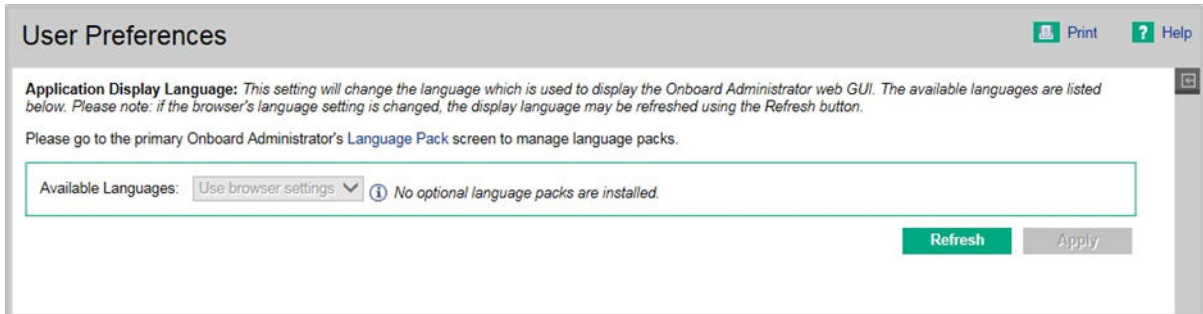 User Preferences
Print
? Help
Application Display Language: This setting will change the language which is used to display the Onboard Administrator web GUI. The available languages are listed
below. Please note: if the browser's language setting is changed, the display language may be refreshed using the Refresh button.
Please go to the primary Onboard Administrator's Language Pack screen to manage language packs.
Available Languages: Use browser settings i No optional language packs are installed.
Refresh Apply